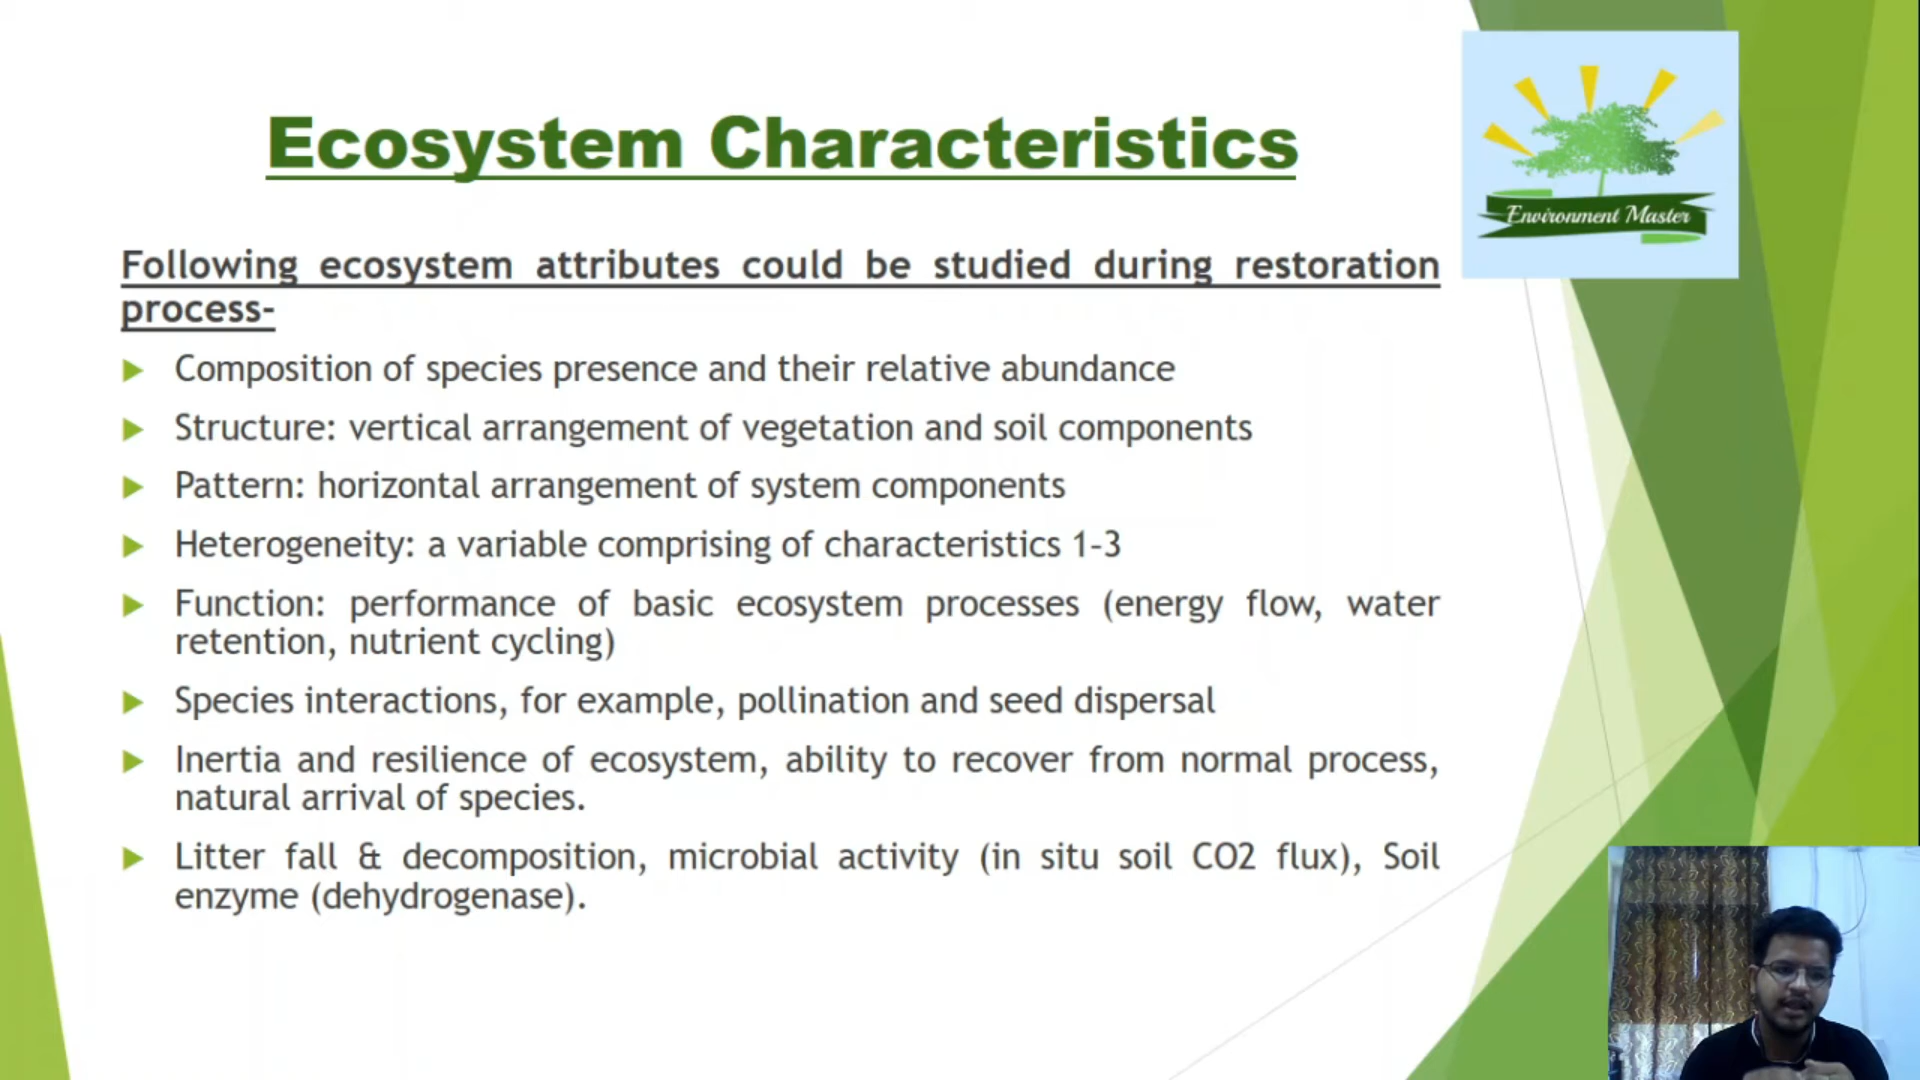 Ecosystem Characteristics
Environment Master
Following ecosystem attributes could be studied during restoration
process-
Composition of species presence and their relative abundance
Structure: vertical arrangement of vegetation and soil components
Pattern: horizontal arrangement of system components
Heterogeneity: a variable comprising of characteristics 1-3
Function: performance of basic ecosystem processes (energy flow, water
retention, nutrient cycling)
Species interactions, for example, pollination and seed dispersal
Inertia and resilience of ecosystem, ability to recover from normal process,
natural arrival of species.
Litter fall & decomposition, microbial activity (in situ soil CO2 flux), Soil
enzyme (dehydrogenase).